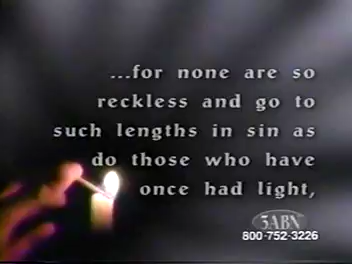 ...for none are so
reckless and go to
such lengths in sin as
do those who have
once had light,
3ABN
800-752-3226